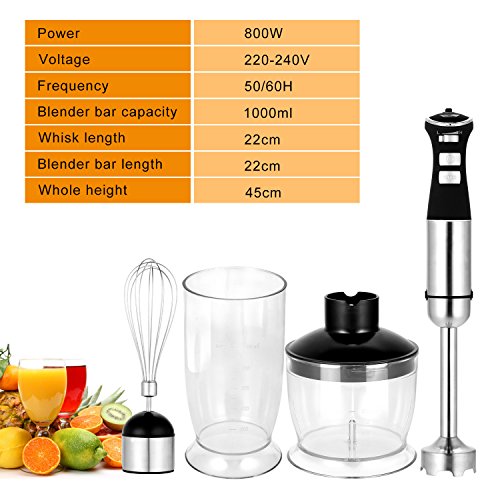 Power 800W
Voltage 220-240V
Frequency 50/60H
Blender bar capacity 1000ml
Whisk length 22cm
Blender bar length 22cm
Whole height 45cm